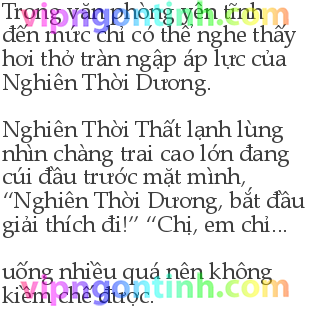 Trong văn phòng yên tĩnh
vipngontinh.com
đến mức chỉ có thể nghe thấy
hơi thở tràn ngập áp lực của
Nghiên Thời Dương.
Nghiên Thời Thất lạnh lùng
nhìn chàng trai cao lớn đang
cúi đầu trước mặt mình,
“Nghiên Thời Dương, bắt đầu
giải thích đi!” “Chị, em chỉ...
uống nhiều quá nên không
vipngontinh.com
kiềm chế được.